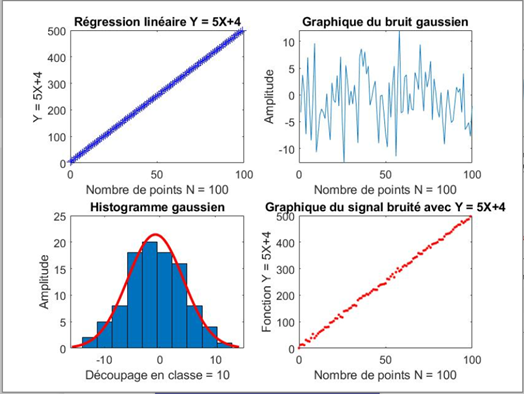 Régression linéaire Y = 5X+4
500
400
300
200
100
0
Y = 5X+4
0 50 100
Nombre de points N = 100
Graphique du bruit gaussien
10
5
0
-5
-10
Amplitude
0 50 100
Nombre de points N = 100
Histogramme gaussien
25
20
15
10
5
0
Amplitude
-10 0 10
Découpage en classe = 10
Graphique du signal bruité avec Y = 5X+4
500
400
300
200
100
0
Fonction Y = 5X+4
0 50 100
Nombre de points N = 100